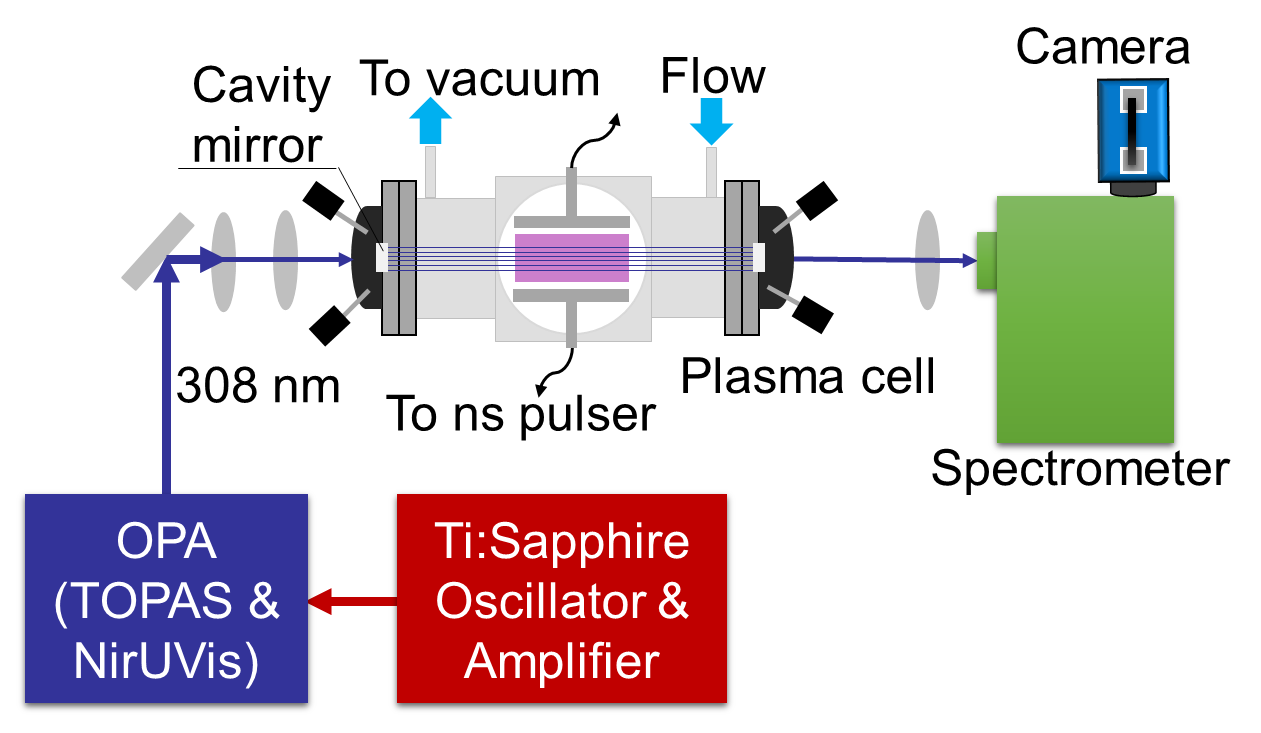 Camera
Cavity
mirror
To vacuum
Flow
308 nm
To ns pulser
Plasma cell
Spectrometer
OPA
(TOPAS &
NirUVis)
Ti:Sapphire
Oscillator &
Amplifier